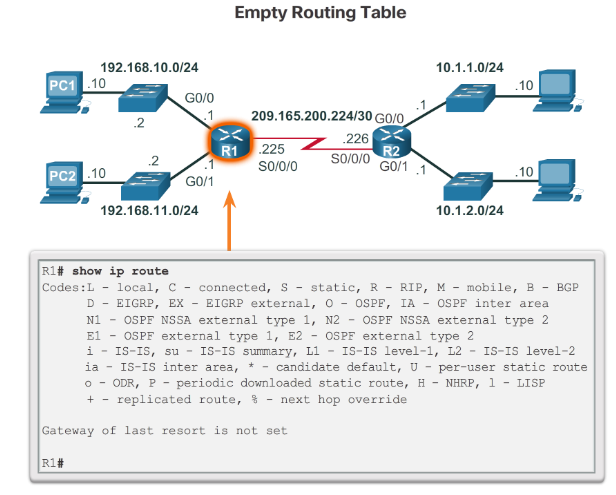 Empty Routing Table
192.168.10.0/24
10.1.1.0/24
PC1
.10
.10
G0/0
.1
.2
.1
209.165.200.224/30
G0/0
R1
.225
.226
R2
S0/0/0
S0/0/0
G0/1
.1
PC2
.10
.2
.1
G0/1
.10
192.168.11.0/24
10.1.2.0/24
R1# show ip route
Codes:L - local, C - connected, S - static, R - RIP, M - mobile, B - BGP
D - EIGRP, EX - EIGRP external, O - OSPF, IA - OSPF inter area
N1 - OSPF NSSA external type 1, N2 - OSPF NSSA external type 2
E1 - OSPF external type 1, E2 - OSPF external type 2
i - IS-IS, su - IS-IS summary, L1 - IS-IS level-1, L2 - IS-IS level-2
ia - IS-IS inter area, * - candidate default, U - per-user static route
o - ODR, P - periodic downloaded static route, H - NHRP, l - LISP
+ - replicated route, % - next hop override
Gateway of last resort is not set
R1#